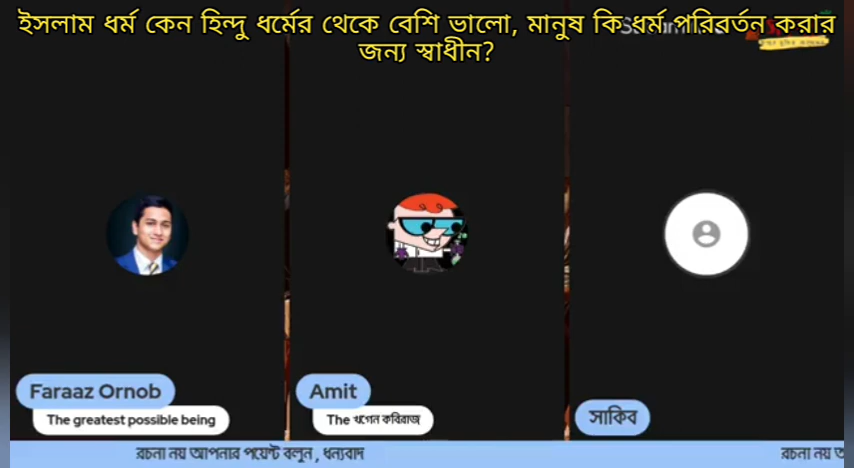 ইসলাম ধর্ম কেন হিন্দু ধর্মের থেকে বেশি ভালো, মানুষ কি ধর্ম পরিবর্তন করার
জন্য স্বাধীন?
Faraaz Ornob
The greatest possible being
Amit
The খগেন কবিরাজ
সাকিব
রচনা নয় আপনার পয়েন্ট বলুন , ধন্যবাদ
রচনা নয়